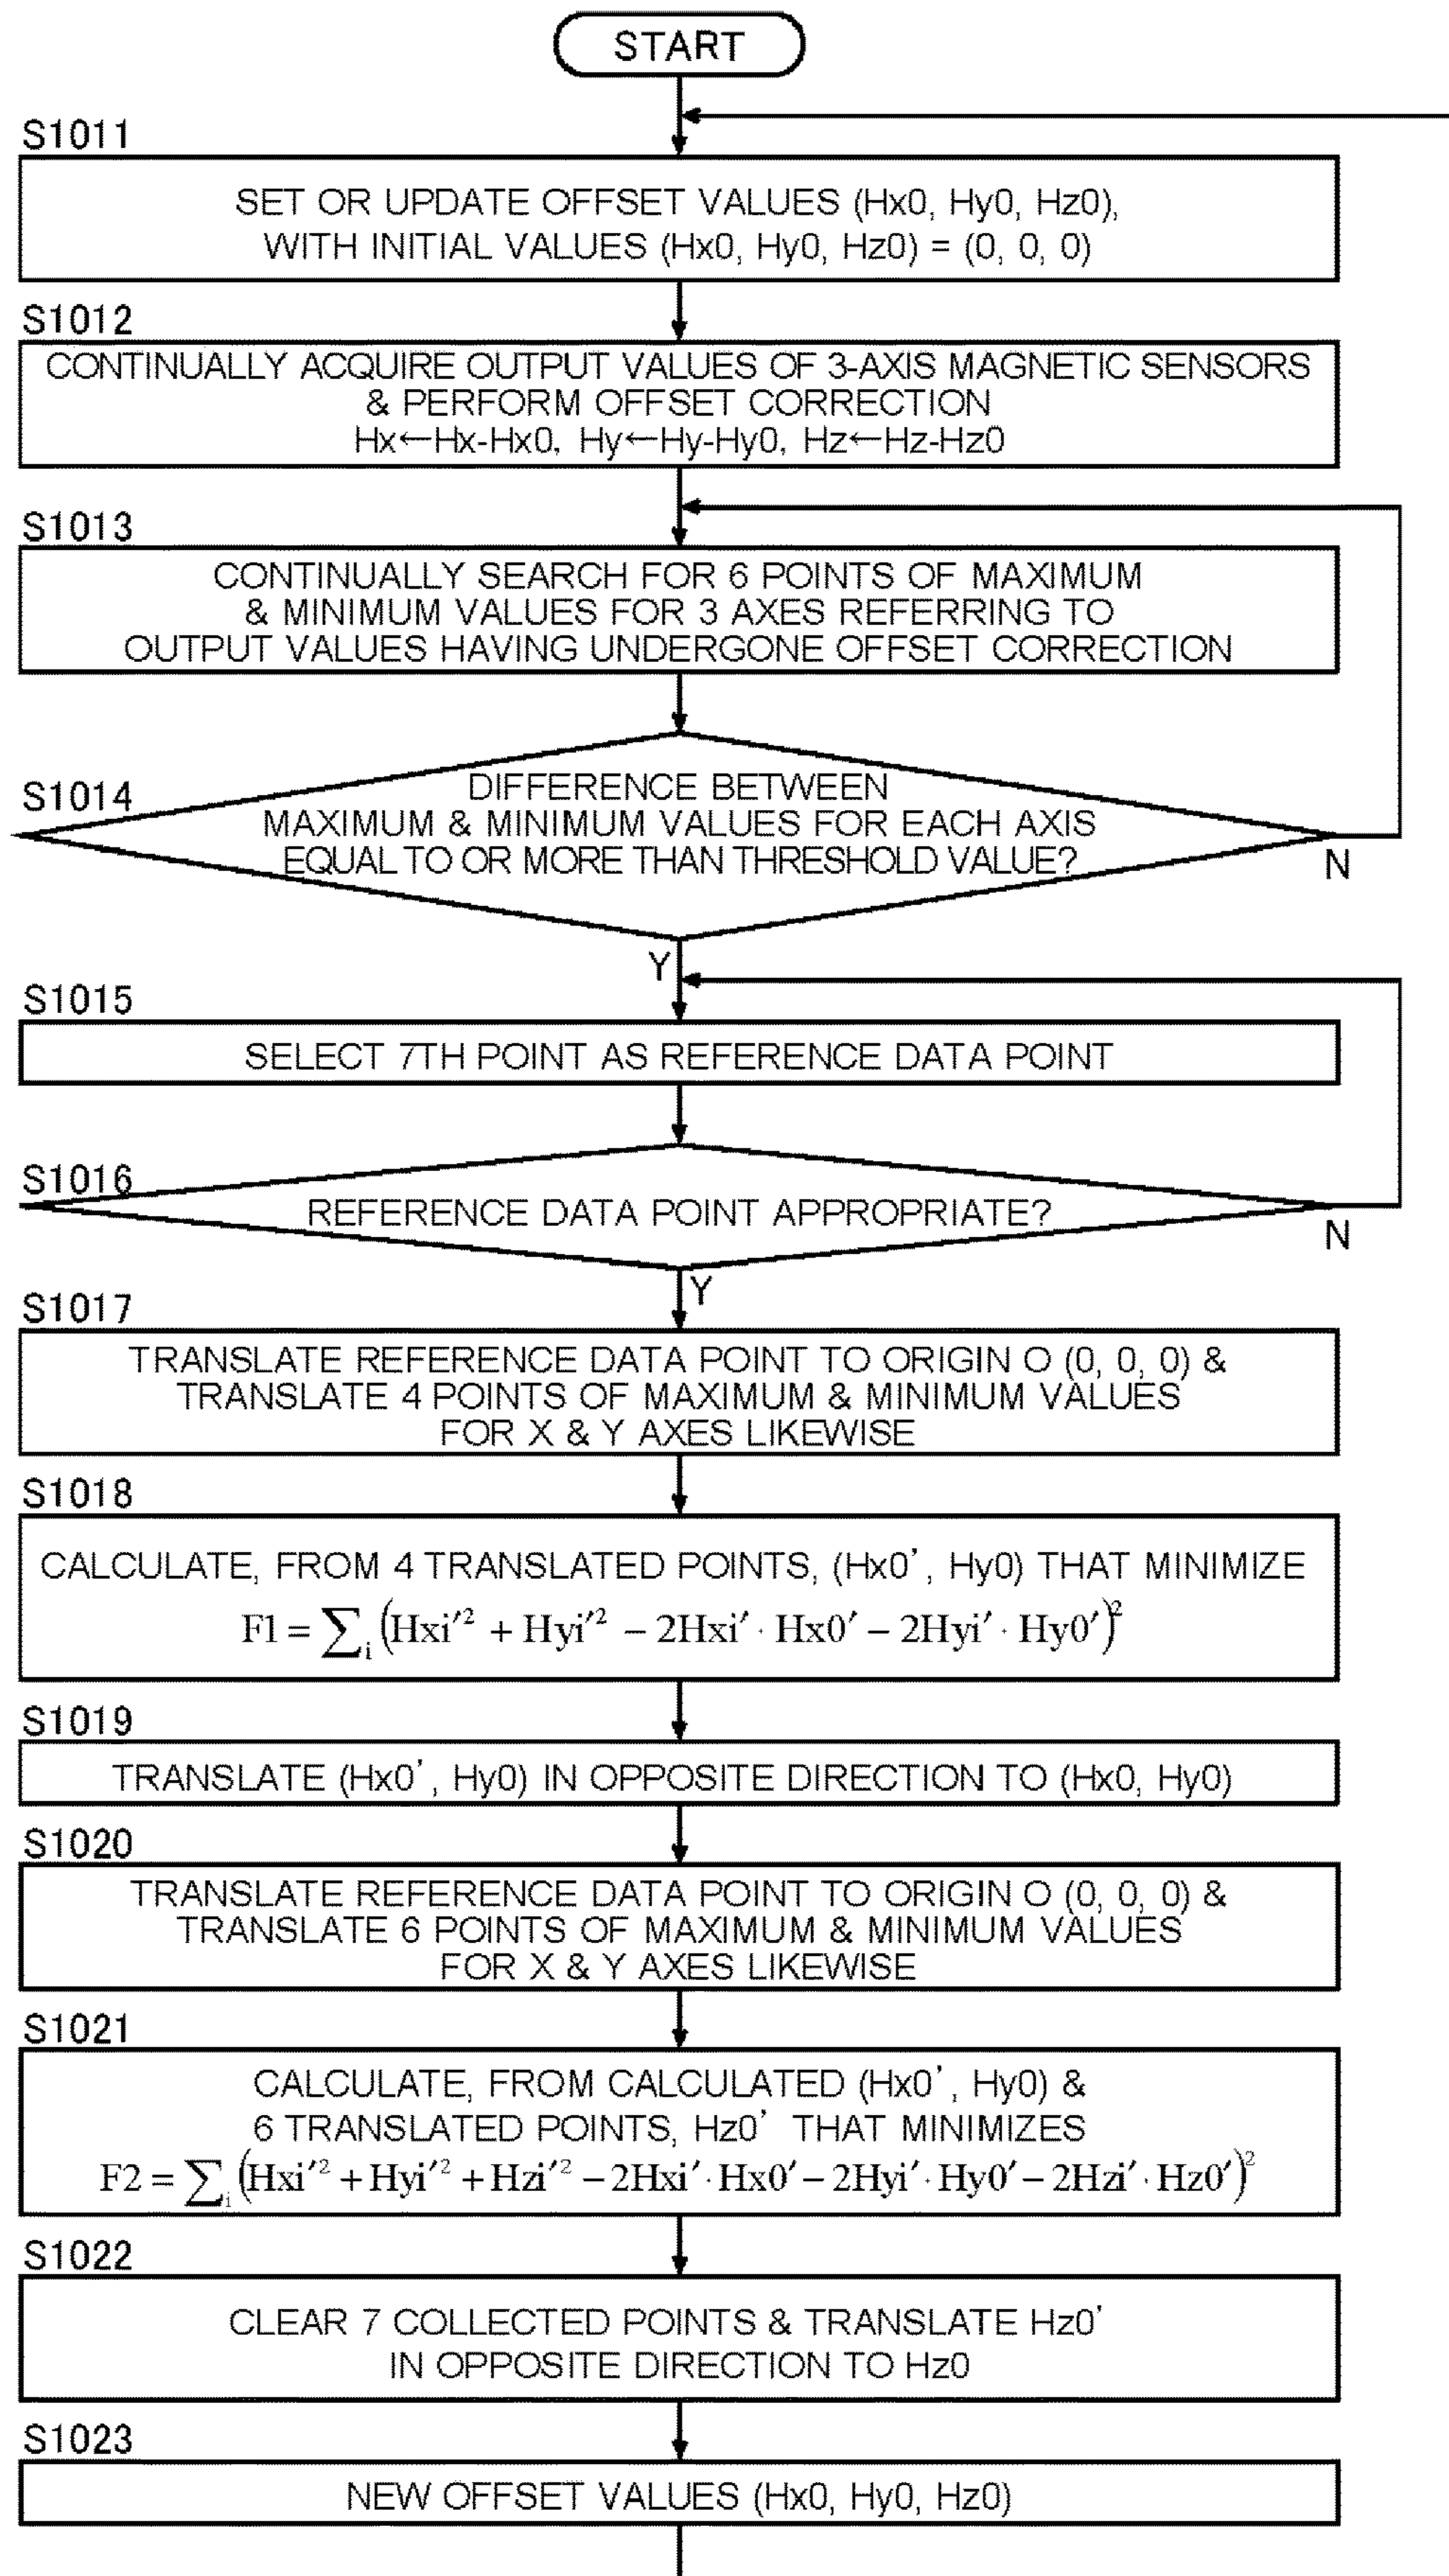 START
S1011
SET OR UPDATE OFFSET VALUES (Hx0, Hy0, Hz0),
WITH INITIAL VALUES (Hx0, Hy0, Hz0) = (0, 0, 0)
S1012
CONTINUALLY ACQUIRE OUTPUT VALUES OF 3-AXIS MAGNETIC SENSORS
& PERFORM OFFSET CORRECTION
Hx←Hx-Hx0, Hy←Hy-Hy0, Hz←Hz-Hz0
S1013
CONTINUALLY SEARCH FOR 6 POINTS OF MAXIMUM
& MINIMUM VALUES FOR 3 AXES REFERRING TO
OUTPUT VALUES HAVING UNDERGONE OFFSET CORRECTION
S1014
DIFFERENCE BETWEEN
MAXIMUM & MINIMUM VALUES FOR EACH AXIS
EQUAL TO OR MORE THAN THRESHOLD VALUE?
N
Y
S1015
SELECT 7TH POINT AS REFERENCE DATA POINT
S1016
REFERENCE DATA POINT APPROPRIATE?
N
Y
S1017
TRANSLATE REFERENCE DATA POINT TO ORIGIN O (0, 0, 0) &
TRANSLATE 4 POINTS OF MAXIMUM & MINIMUM VALUES
FOR X & Y AXES LIKEWISE
S1018
CALCULATE, FROM 4 TRANSLATED POINTS, (Hx0', Hy0) THAT MINIMIZE
F1 = ∑i (Hxi′² + Hyi′² − 2Hxi′ · Hx0′ − 2Hyi′ · Hy0′)²
S1019
TRANSLATE (Hx0', Hy0) IN OPPOSITE DIRECTION TO (Hx0, Hy0)
S1020
TRANSLATE REFERENCE DATA POINT TO ORIGIN O (0, 0, 0) &
TRANSLATE 6 POINTS OF MAXIMUM & MINIMUM VALUES
FOR X & Y AXES LIKEWISE
S1021
CALCULATE, FROM CALCULATED (Hx0', Hy0) &
6 TRANSLATED POINTS, Hz0' THAT MINIMIZES
F2 = ∑i (Hxi′² + Hyi′² + Hzi′² − 2Hxi′ · Hx0′ − 2Hyi′ · Hy0′ − 2Hzi′ · Hz0′)²
S1022
CLEAR 7 COLLECTED POINTS & TRANSLATE Hz0'
IN OPPOSITE DIRECTION TO Hz0
S1023
NEW OFFSET VALUES (Hx0, Hy0, Hz0)